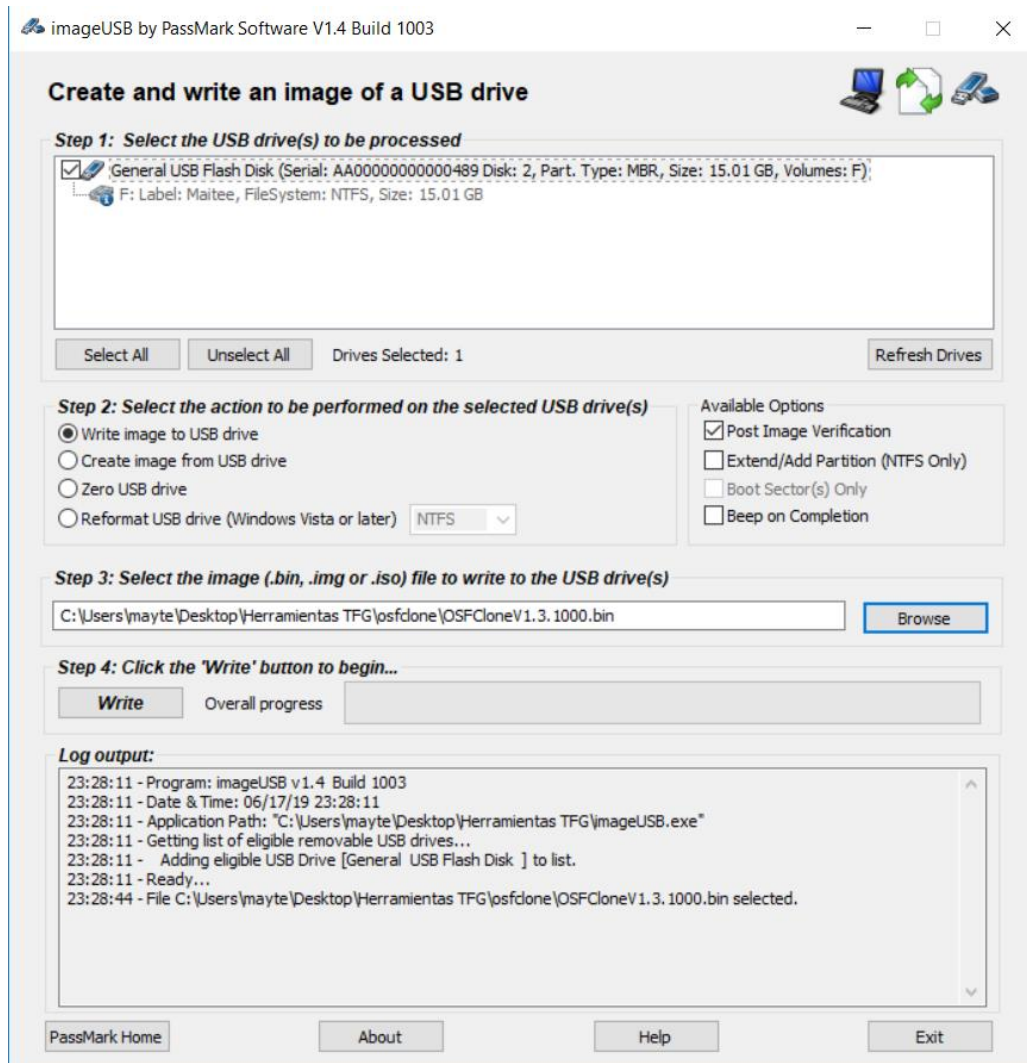 imageUSB by PassMark Software V1.4 Build 1003
Create and write an image of a USB drive
Step 1: Select the USB drive(s) to be processed
General USB Flash Disk (Serial: AA00000000000489 Disk: 2, Part. Type: MBR, Size: 15.01 GB, Volumes: F)
F: Label: Maitee, FileSystem: NTFS, Size: 15.01 GB
Select All Unselect All Drives Selected: 1 Refresh Drives
Step 2: Select the action to be performed on the selected USB drive(s)
Write image to USB drive
Create image from USB drive
Zero USB drive
Reformat USB drive (Windows Vista or later) NTFS
Available Options
Post Image Verification
Extend/Add Partition (NTFS Only)
Boot Sector(s) Only
Beep on Completion
Step 3: Select the image (.bin, .img or .iso) file to write to the USB drive(s)
C:\Users\mayte\Desktop\Herramientas TFG\osfclone\OSFCloneV1.3.1000.bin Browse
Step 4: Click the 'Write' button to begin...
Write Overall progress
Log output:
23:28:11 - Program: imageUSB v1.4 Build 1003
23:28:11 - Date & Time: 06/17/19 23:28:11
23:28:11 - Application Path: "C:\Users\mayte\Desktop\Herramientas TFG\imageUSB.exe"
23:28:11 - Getting list of eligible removable USB drives...
23:28:11 - Adding eligible USB Drive [General USB Flash Disk ] to list.
23:28:11 - Ready...
23:28:44 - File C:\Users\mayte\Desktop\Herramientas TFG\osfclone\OSFCloneV1.3.1000.bin selected.
PassMark Home About Help Exit